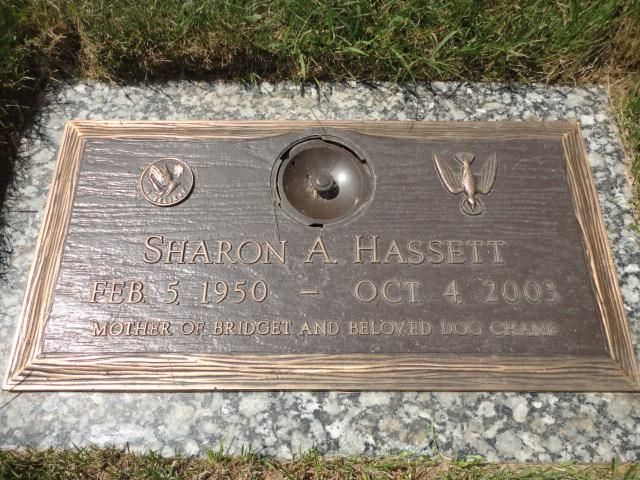 SHARON A. HASSETT
FEB. 5, 1950 – OCT. 4, 2003
MOTHER OF BRIDGET AND BELOVED DOG CHAMP